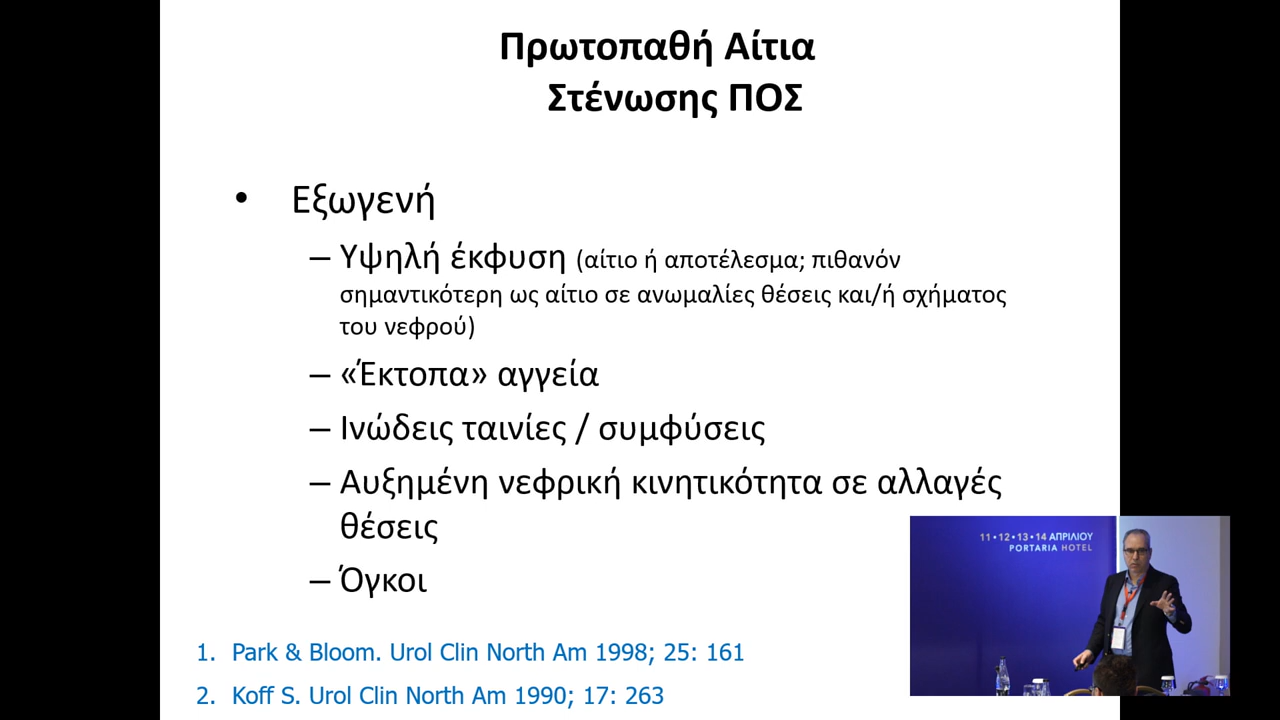 Πρωτοπαθή Αίτια
Στένωσης ΠΟΣ
• Εξωγενή
– Υψηλή έκφυση (αίτιο ή αποτέλεσμα; πιθανόν
σημαντικότερη ως αίτιο σε ανωμαλίες θέσεις και/ή σχήματος
του νεφρού)
– «Έκτοπα» αγγεία
– Ινώδεις ταινίες / συμφύσεις
– Αυξημένη νεφρική κινητικότητα σε αλλαγές
θέσεις
– Όγκοι
1. Park & Bloom. Urol Clin North Am 1998; 25: 161
2. Koff S. Urol Clin North Am 1990; 17: 263
11•12•13•14 ΑΠΡΙΛΙΟΥ
PORTARIA HOTEL